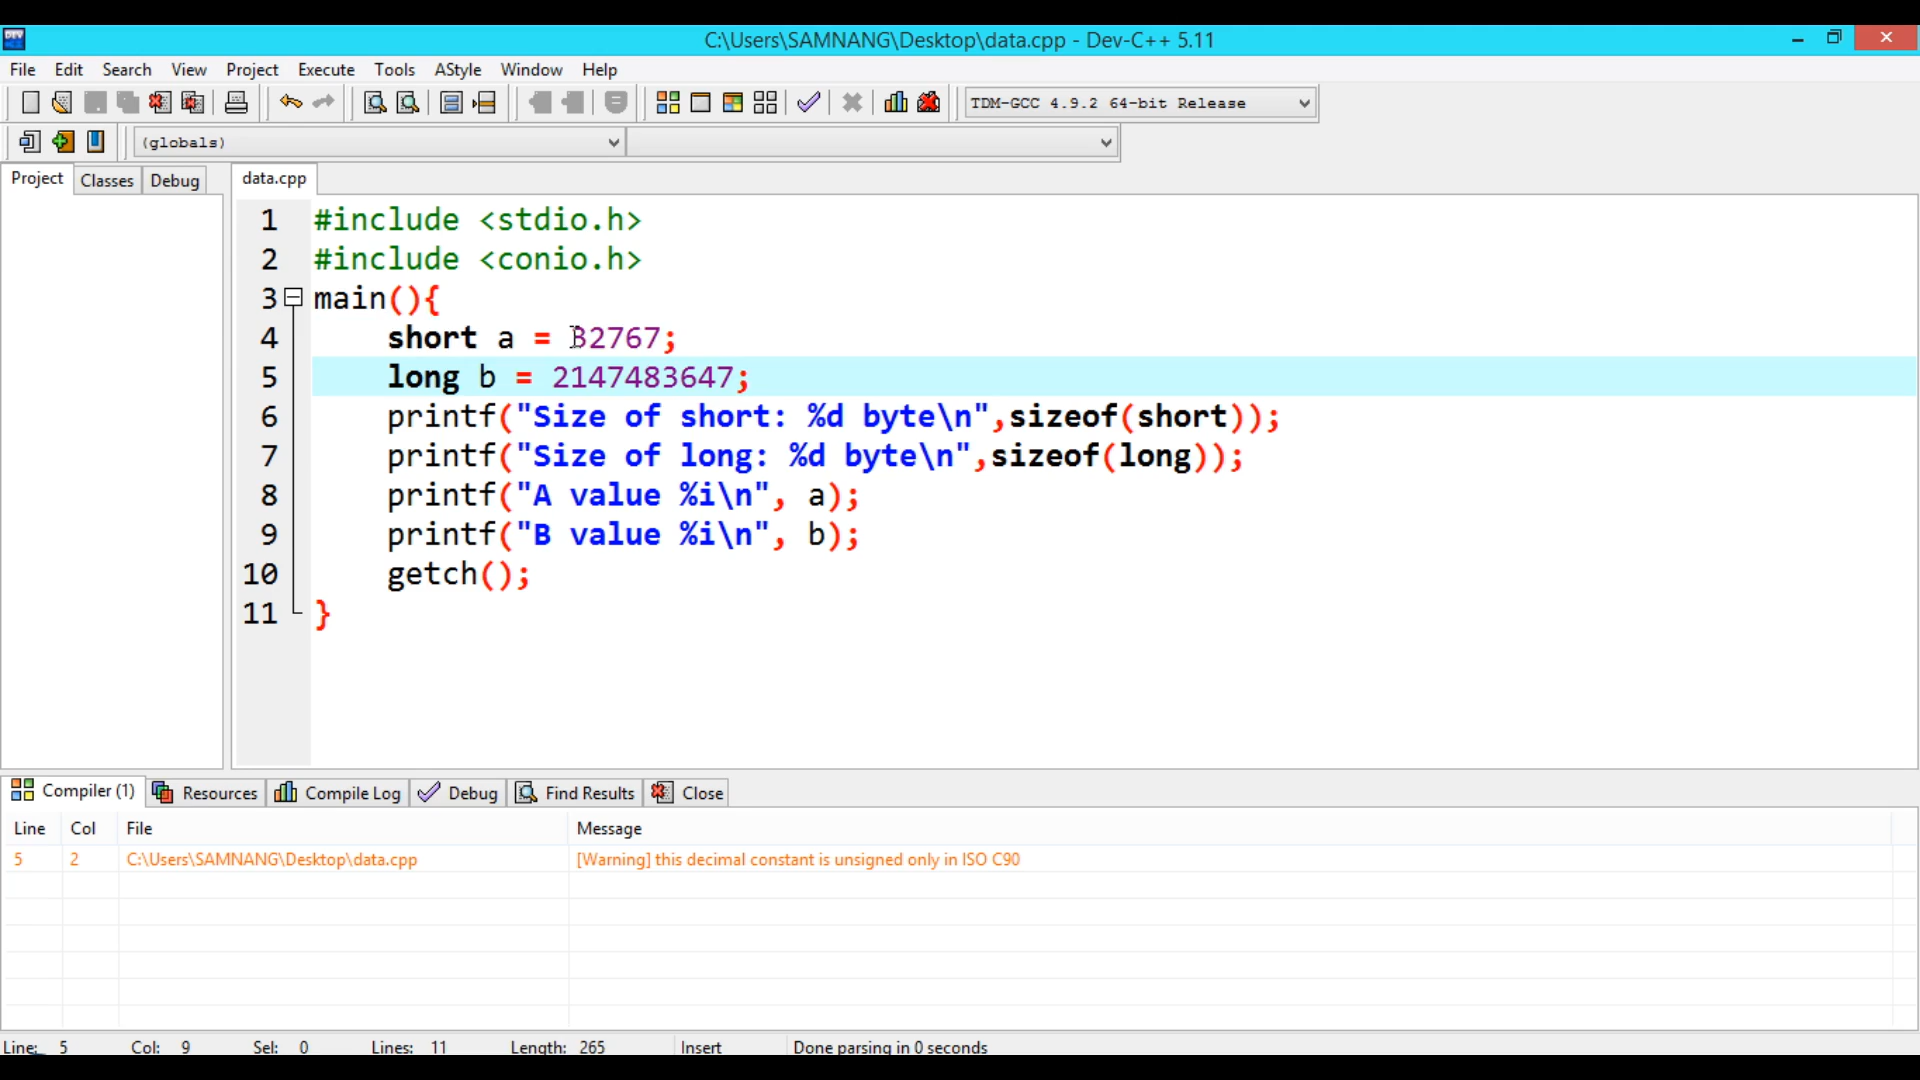 C:\Users\SAMNANG\Desktop\data.cpp - Dev-C++ 5.11
File Edit Search View Project Execute Tools AStyle Window Help
TDM-GCC 4.9.2 64-bit Release
(globals)
Project Classes Debug data.cpp
1 #include <stdio.h>
2 #include <conio.h>
3 main(){
4 short a = 32767;
5 long b = 2147483647;
6 printf("Size of short: %d byte\n",sizeof(short));
7 printf("Size of long: %d byte\n",sizeof(long));
8 printf("A value %i\n", a);
9 printf("B value %i\n", b);
10 getch();
11 }
Compiler (1) Resources Compile Log Debug Find Results Close
Line Col File Message
5 2 C:\Users\SAMNANG\Desktop\data.cpp [Warning] this decimal constant is unsigned only in ISO C90
Line: 5 Col: 9 Sel: 0 Lines: 11 Length: 265 Insert Done parsing in 0 seconds